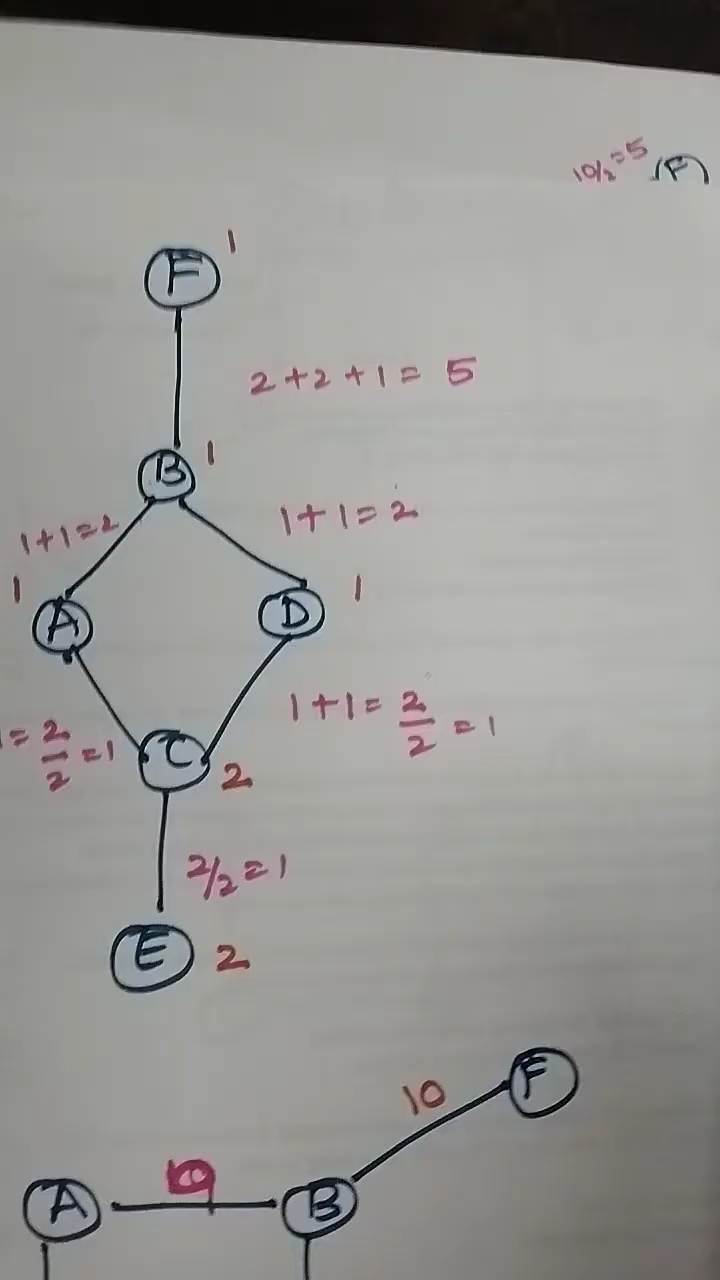 10/2=5 (F)
F 1
2+2+1= 5
B 1
1+1=2 1+1=2
1 A D 1
1+1= 2/2 =1
= 2/2 =1 C 2
2/2=1
E 2
F
10
10
A B